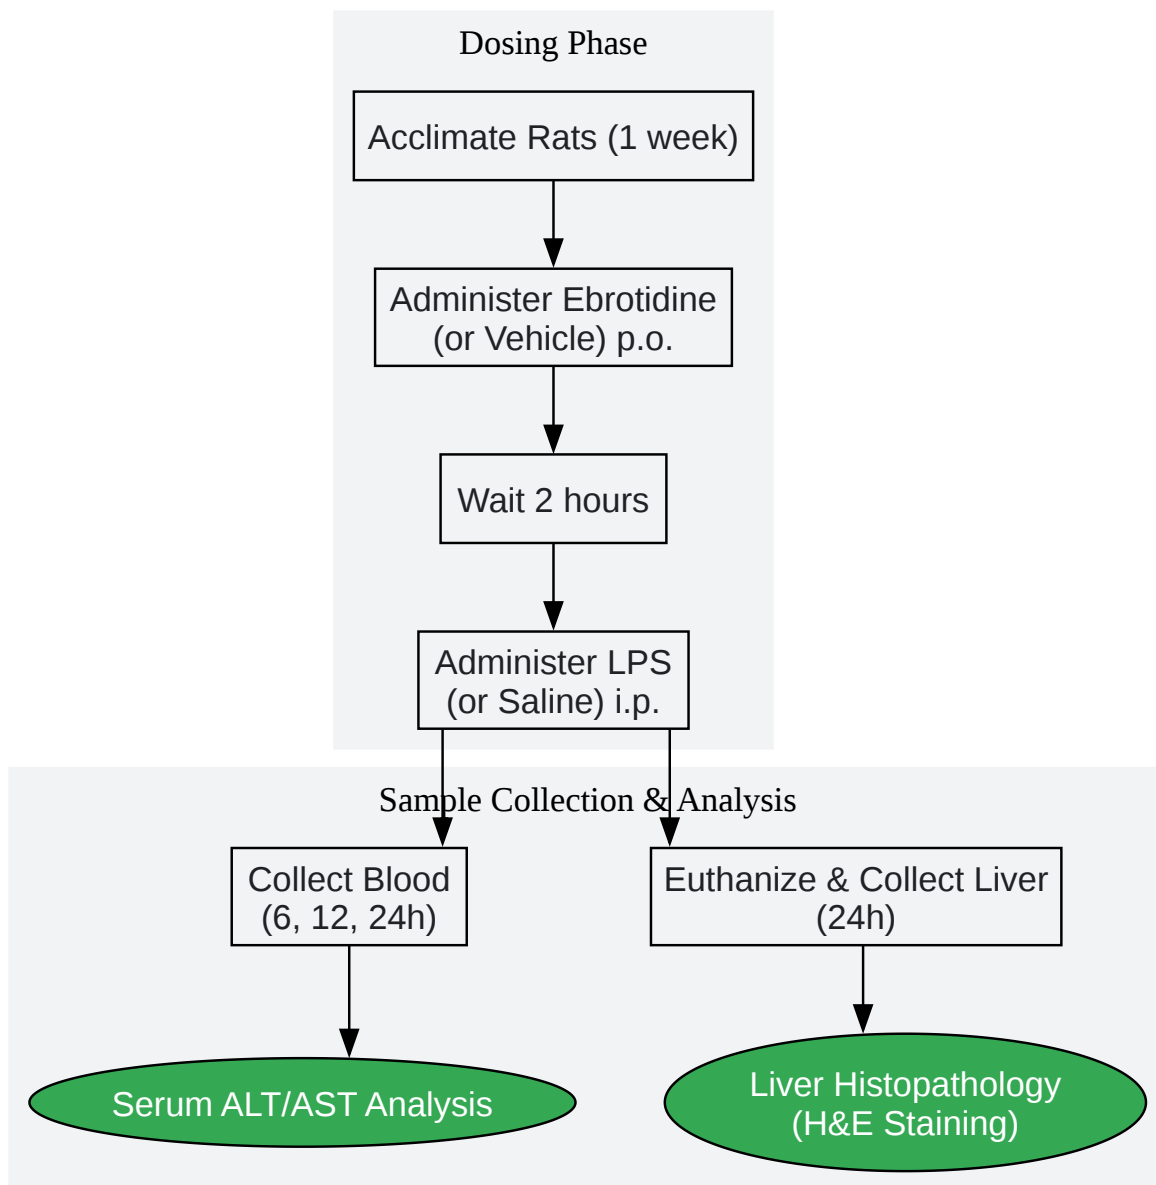 Dosing Phase
Acclimate Rats (1 week)
Administer Ebrotidine
(or Vehicle) p.o.
Wait 2 hours
Administer LPS
(or Saline) i.p.
Sample Collection & Analysis
Collect Blood
(6, 12, 24h)
Euthanize & Collect Liver
(24h)
Serum ALT/AST Analysis
Liver Histopathology
(H&E Staining)